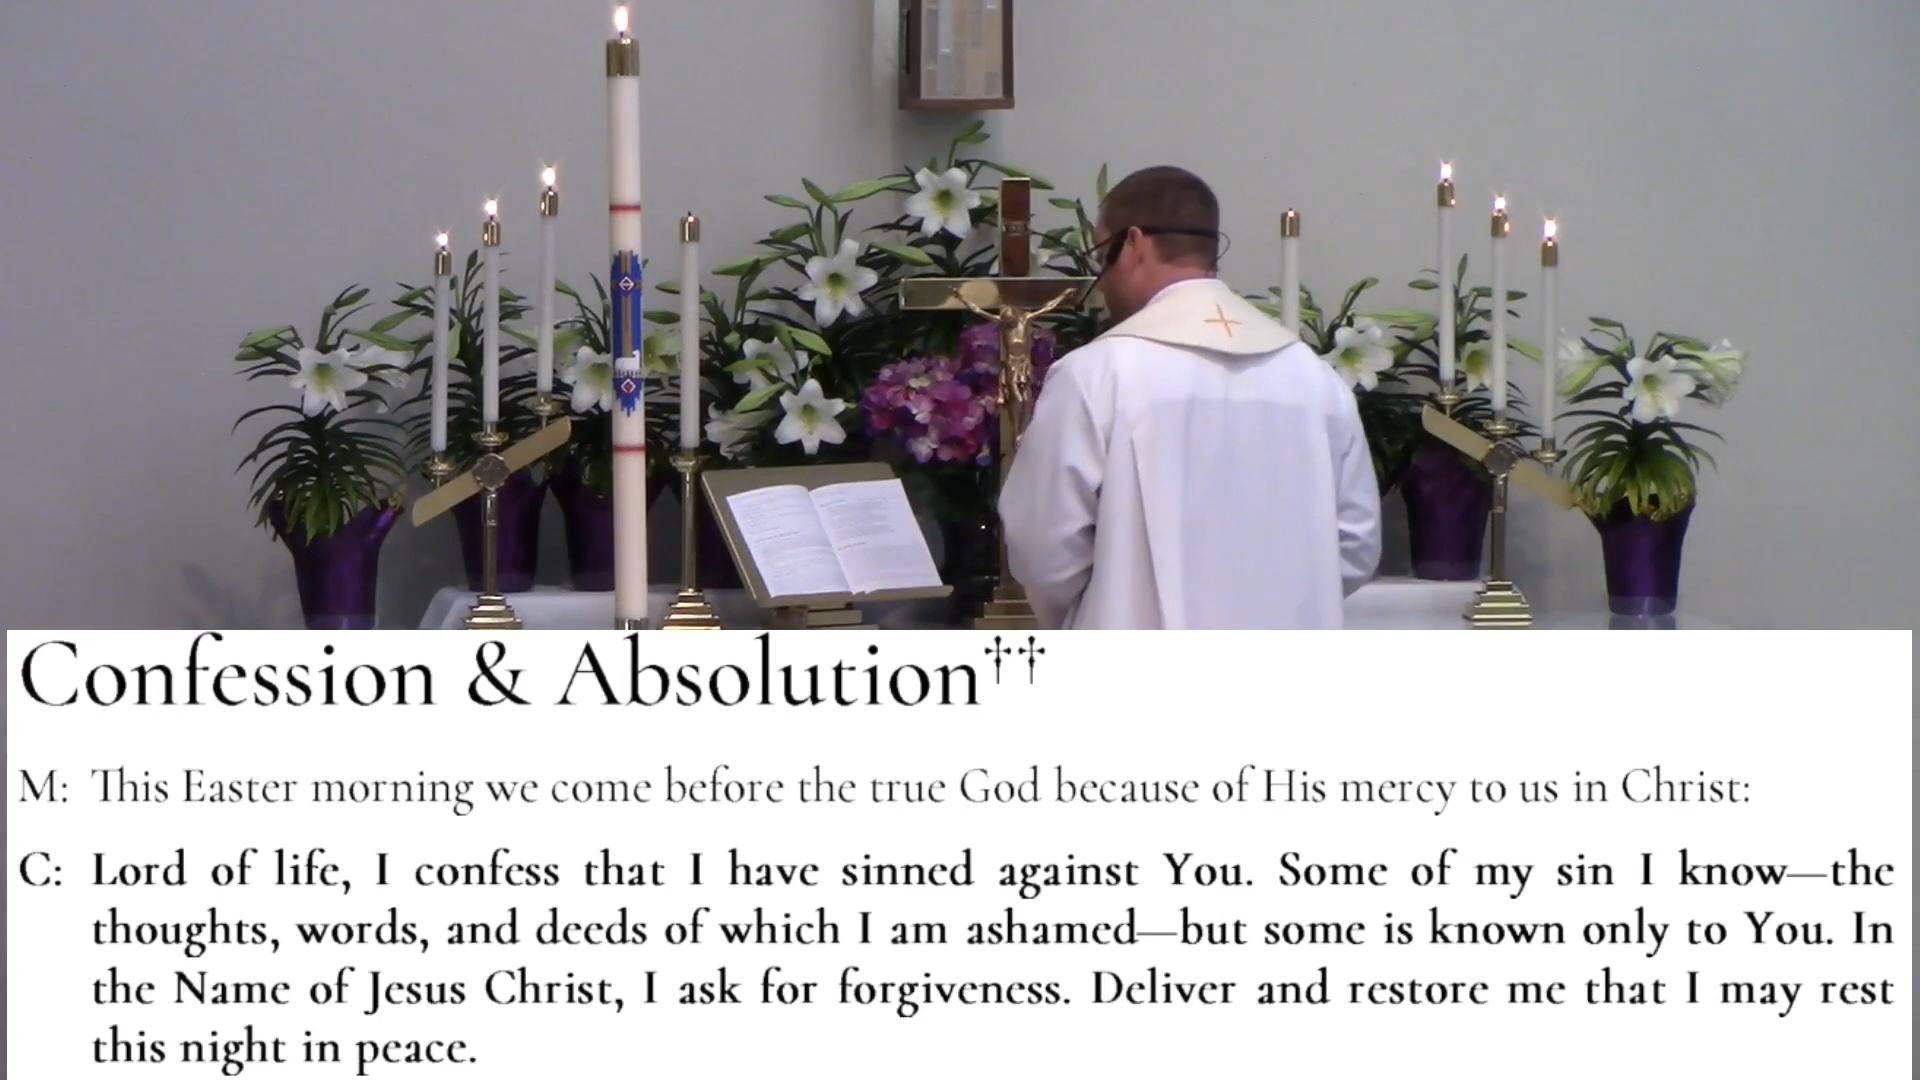 Confession & Absolution††
M: This Easter morning we come before the true God because of His mercy to us in Christ:
C: Lord of life, I confess that I have sinned against You. Some of my sin I know—the
thoughts, words, and deeds of which I am ashamed—but some is known only to You. In
the Name of Jesus Christ, I ask for forgiveness. Deliver and restore me that I may rest
this night in peace.